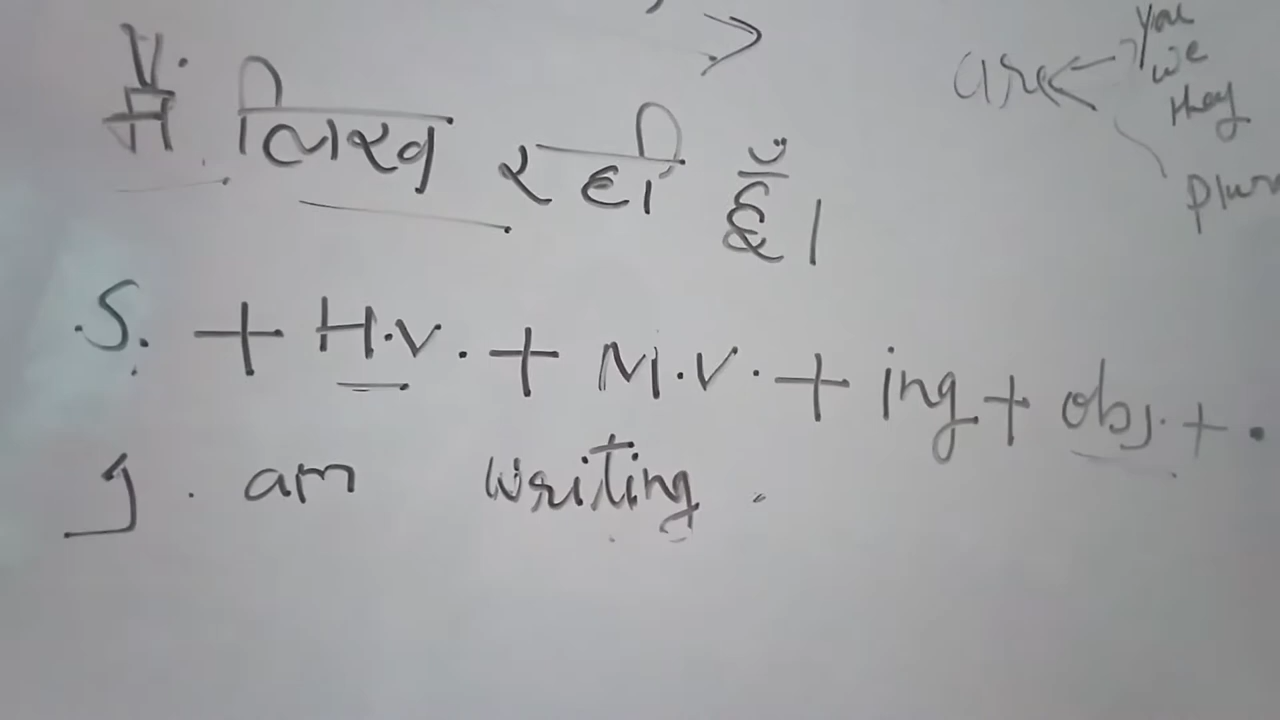 मैं लिख रही हूँ।
are ← you
we
they
S. + H.V. + M.V. + ing + obj. + .
I am writing .